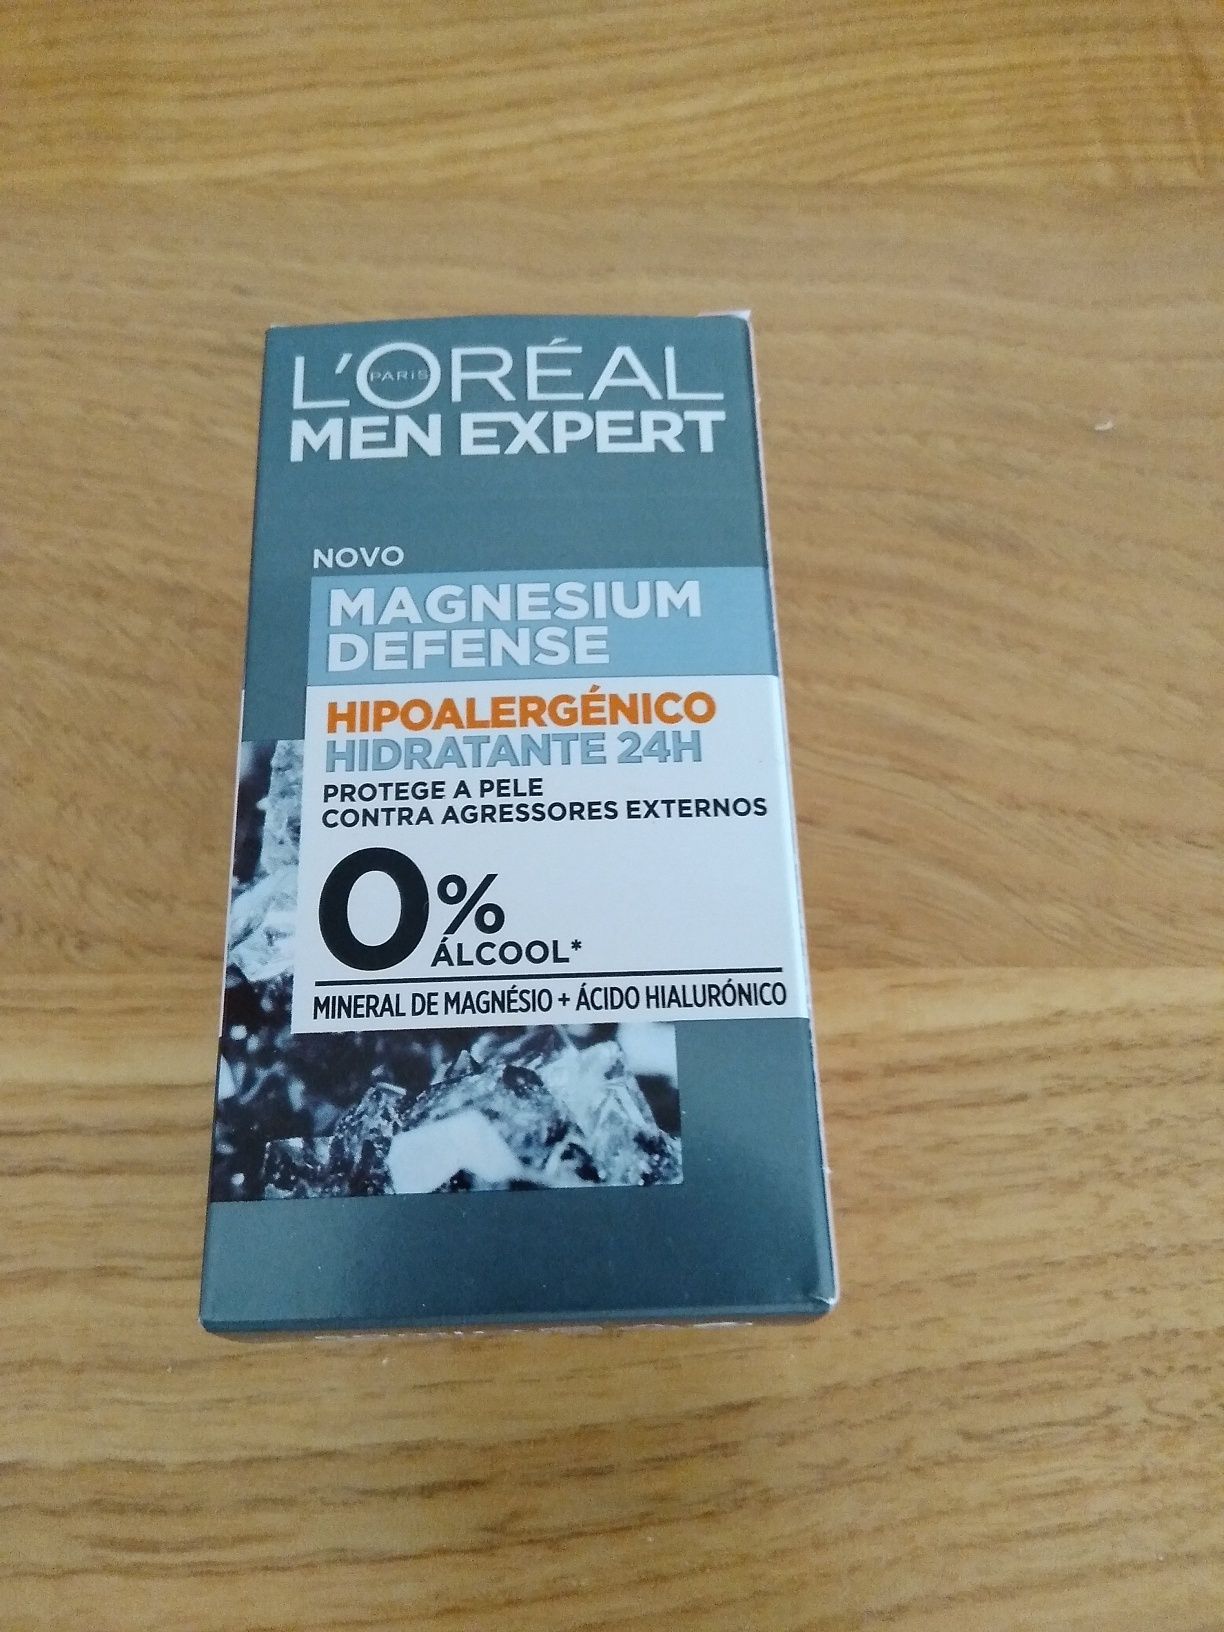 L'ORÉAL
PARIS
MEN EXPERT
NOVO
MAGNESIUM
DEFENSE
HIPOALERGÉNICO
HIDRATANTE 24H
PROTEGE A PELE
CONTRA AGRESSORES EXTERNOS
0%
ÁLCOOL*
MINERAL DE MAGNÉSIO + ÁCIDO HIALURÓNICO